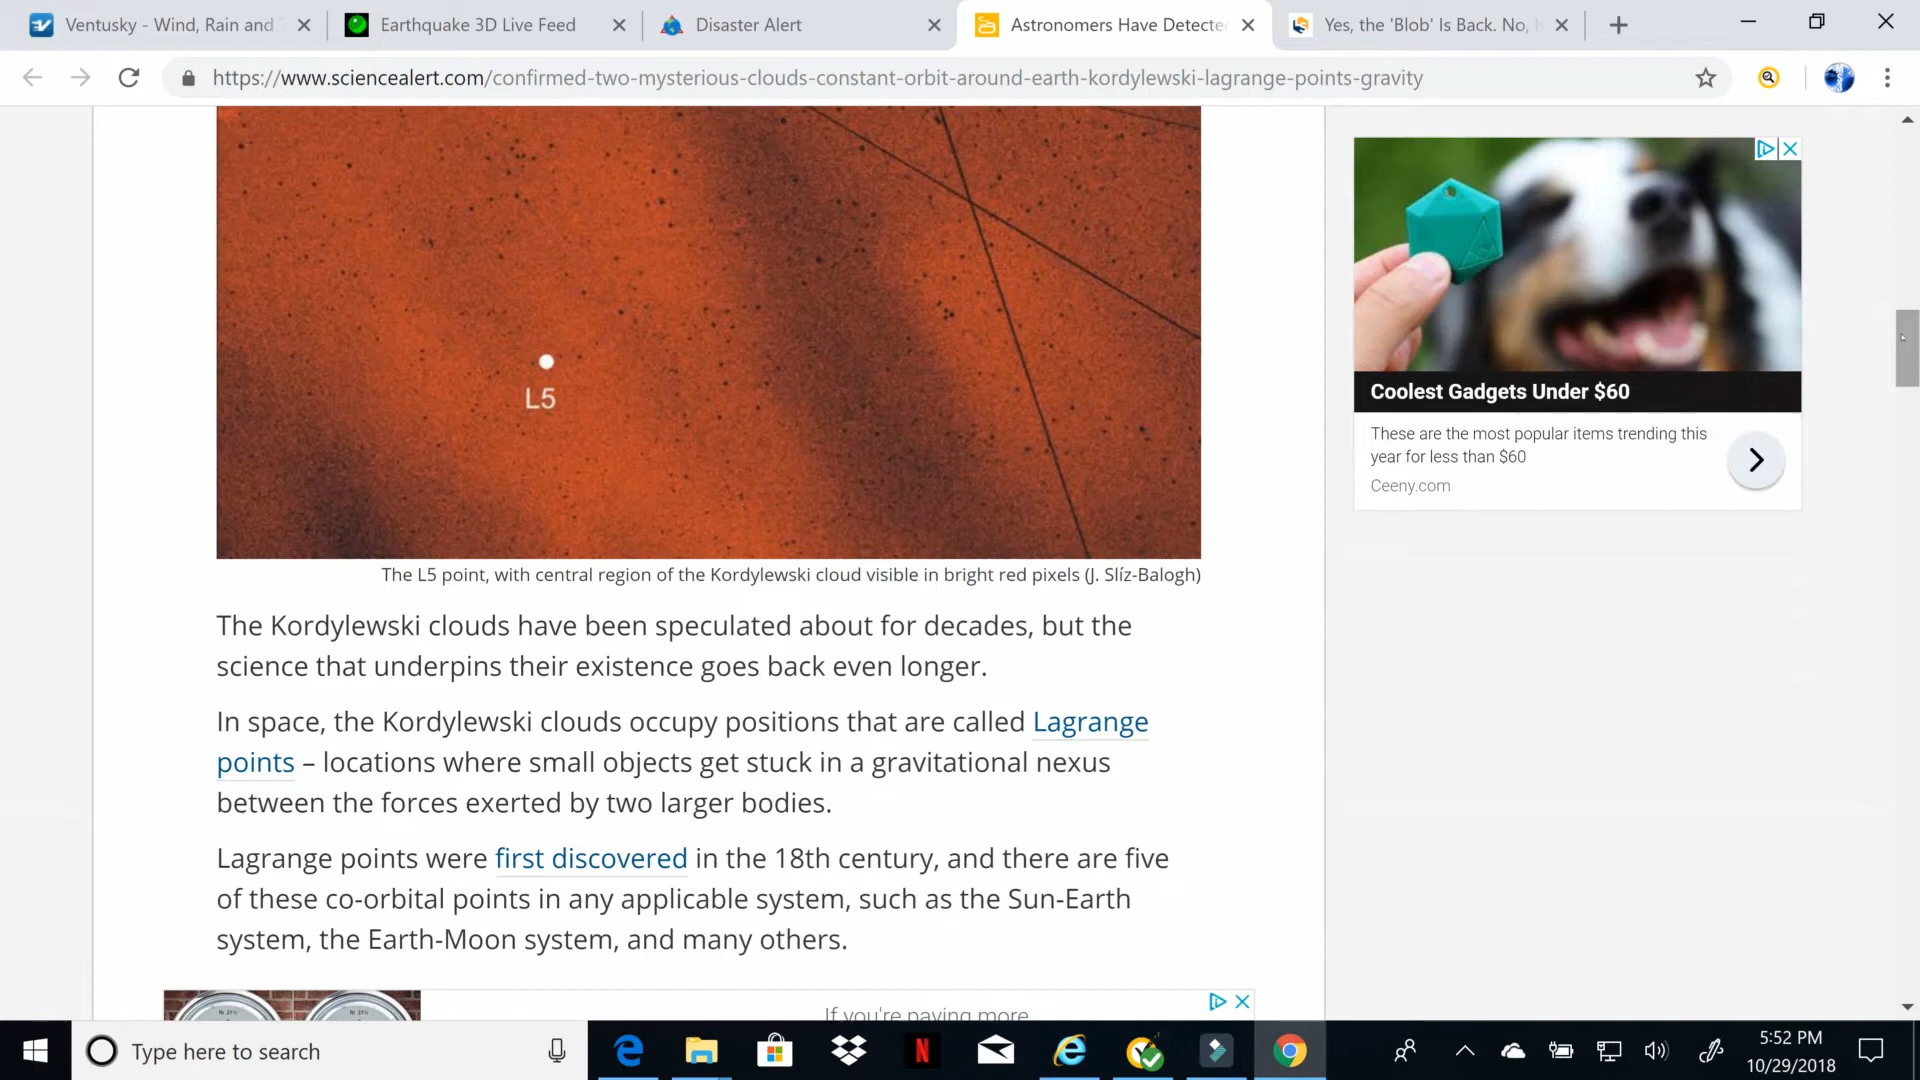 Ventusky - Wind, Rain and
Earthquake 3D Live Feed
Disaster Alert
Astronomers Have Detecte
Yes, the 'Blob' Is Back. No,
https://www.sciencealert.com/confirmed-two-mysterious-clouds-constant-orbit-around-earth-kordylewski-lagrange-points-gravity
L5
The L5 point, with central region of the Kordylewski cloud visible in bright red pixels (J. Slíz-Balogh)
The Kordylewski clouds have been speculated about for decades, but the
science that underpins their existence goes back even longer.
In space, the Kordylewski clouds occupy positions that are called Lagrange
points – locations where small objects get stuck in a gravitational nexus
between the forces exerted by two larger bodies.
Lagrange points were first discovered in the 18th century, and there are five
of these co-orbital points in any applicable system, such as the Sun-Earth
system, the Earth-Moon system, and many others.
Coolest Gadgets Under $60
These are the most popular items trending this
year for less than $60
Ceeny.com
If you're paying more
Type here to search
5:52 PM
10/29/2018